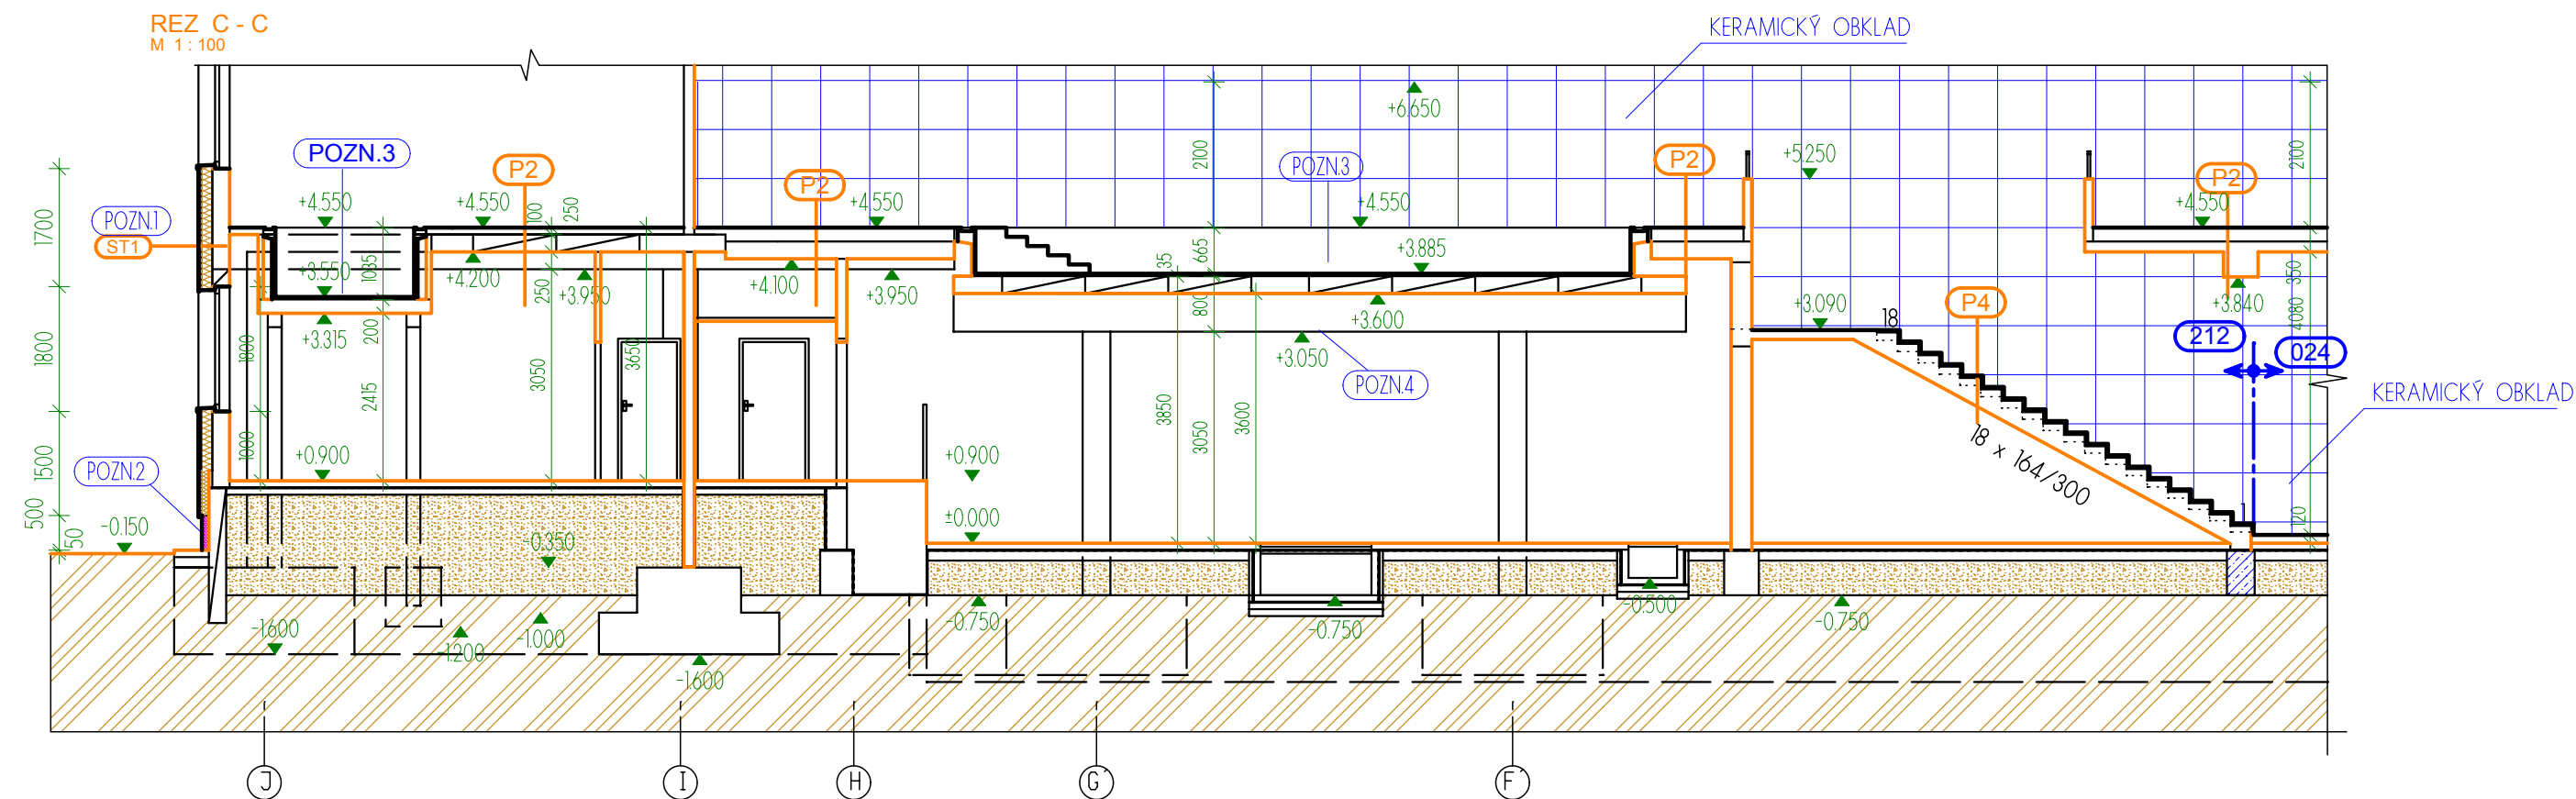 REZ C - C
M 1 : 100
KERAMICKÝ OBKLAD
+6.650
2100
2100
POZN.3
P2
P2
POZN.3
P2
+5.250
P2
1700
POZN.1
ST1
+4.550
+4.550
100
250
+4.550
+4.550
+4.550
+3.550
1035
+4.200
250
+3.950
+4.100
+3.950
35
665
+3.885
800
+3.600
+3.090
18
P4
350
+3.840
4080
1800
1800
+3.315
200
2415
3050
3650
+3.050
POZN.4
3850
3050
3600
212
024
KERAMICKÝ OBKLAD
1500
1000
+0.900
+0.900
18 x 164/300
POZN.2
500
50
-0.150
±0.000
120
-0.350
-1.600
-1.200
-1.000
-1.600
-0.750
-0.750
-0.500
-0.750
J
I
H
G'
F'